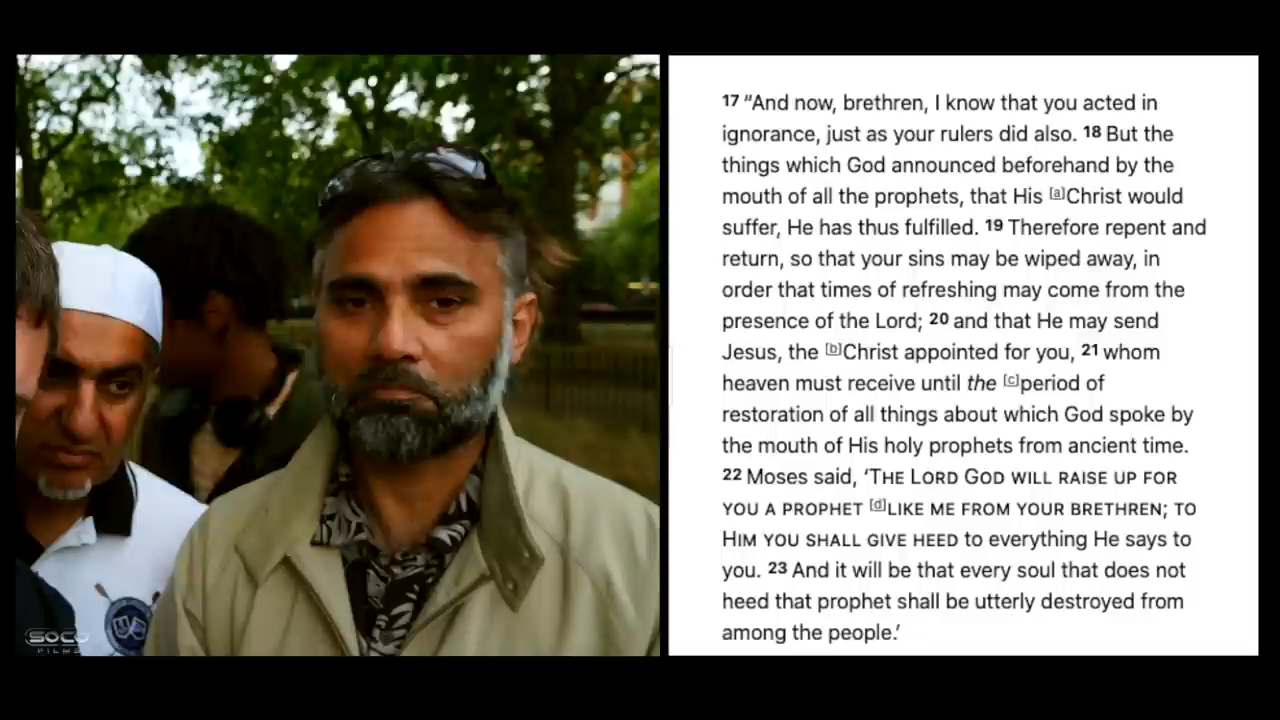 17 "And now, brethren, I know that you acted in
ignorance, just as your rulers did also. 18 But the
things which God announced beforehand by the
mouth of all the prophets, that His [a]Christ would
suffer, He has thus fulfilled. 19 Therefore repent and
return, so that your sins may be wiped away, in
order that times of refreshing may come from the
presence of the Lord; 20 and that He may send
Jesus, the [b]Christ appointed for you, 21 whom
heaven must receive until the [c]period of
restoration of all things about which God spoke by
the mouth of His holy prophets from ancient time.
22 Moses said, ‘THE LORD GOD WILL RAISE UP FOR
YOU A PROPHET [d]LIKE ME FROM YOUR BRETHREN; TO
HIM YOU SHALL GIVE HEED to everything He says to
you. 23 And it will be that every soul that does not
heed that prophet shall be utterly destroyed from
among the people.’
SOCO
FILMS